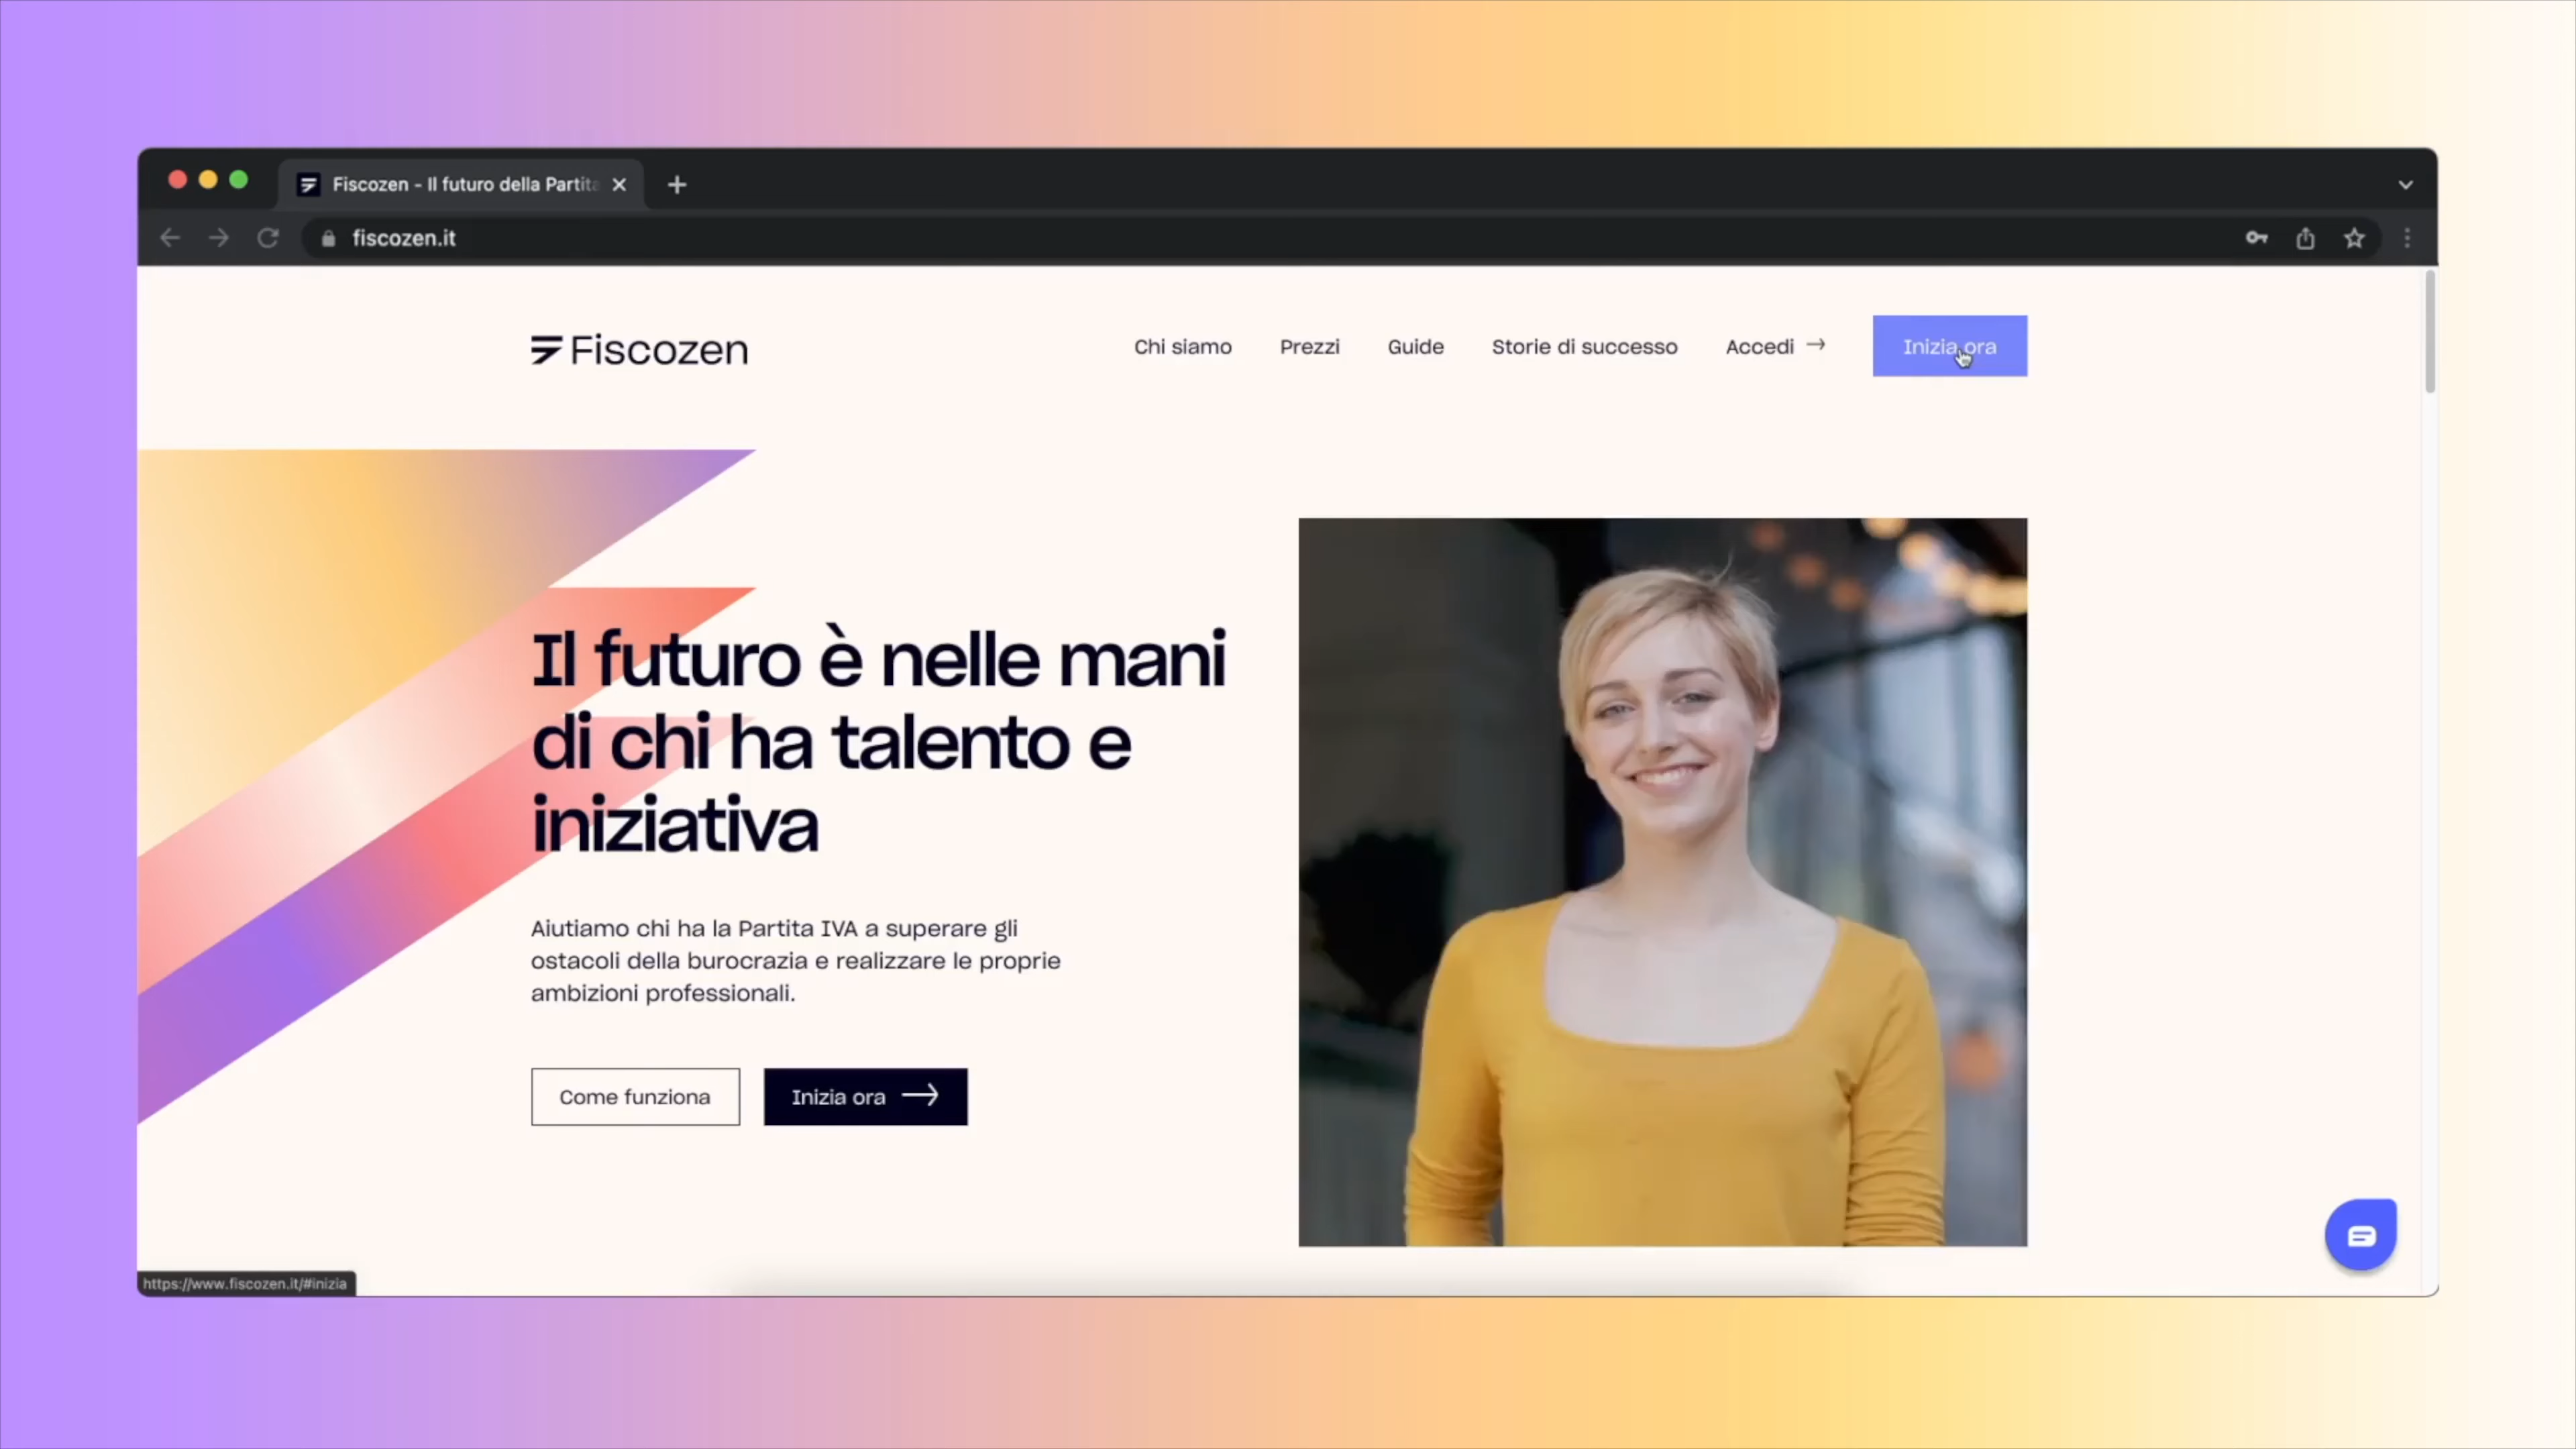 Fiscozen - Il futuro della Partita
fiscozen.it
Fiscozen
Chi siamo
Prezzi
Guide
Storie di successo
Accedi →
Inizia ora
Il futuro è nelle mani
di chi ha talento e
iniziativa
Aiutiamo chi ha la Partita IVA a superare gli
ostacoli della burocrazia e realizzare le proprie
ambizioni professionali.
Come funziona
Inizia ora →
https://www.fiscozen.it/#inizia